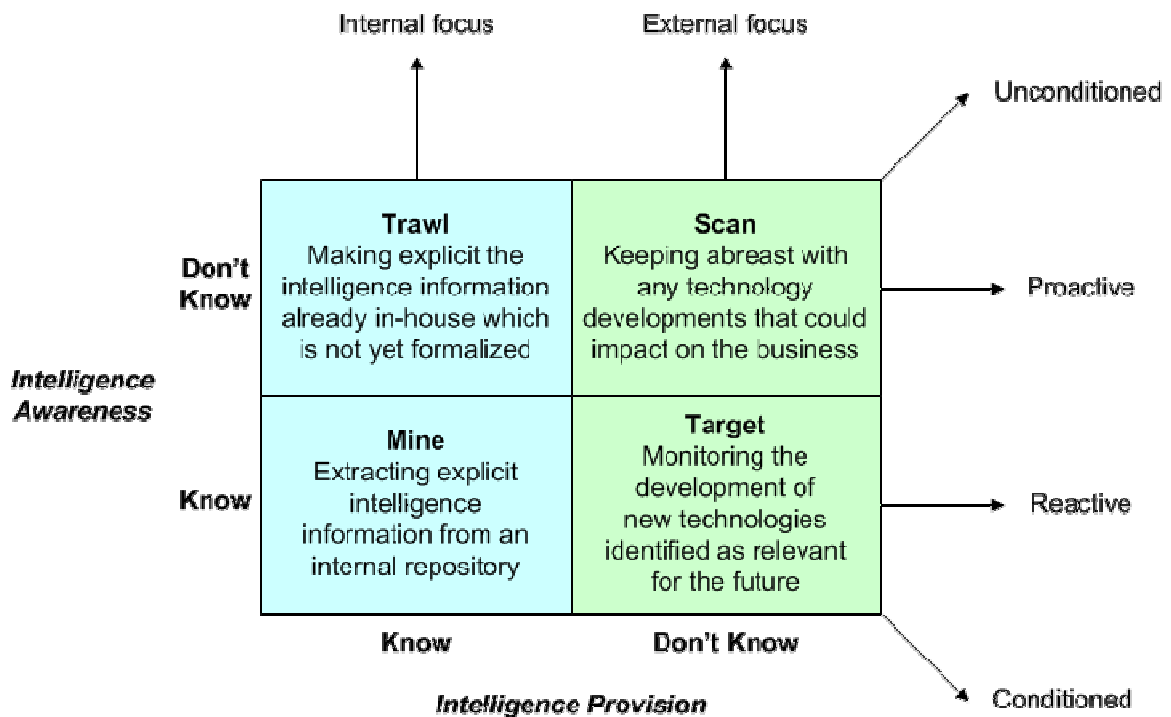 Internal focus
External focus
Unconditioned
Trawl
Making explicit the
intelligence information
already in-house which
is not yet formalized
Scan
Keeping abreast with
any technology
developments that could
impact on the business
Don't
Know
Proactive
Intelligence
Awareness
Mine
Extracting explicit
intelligence
information from an
internal repository
Target
Monitoring the
development of
new technologies
identified as relevant
for the future
Know
Reactive
Know
Don't Know
Intelligence Provision
Conditioned